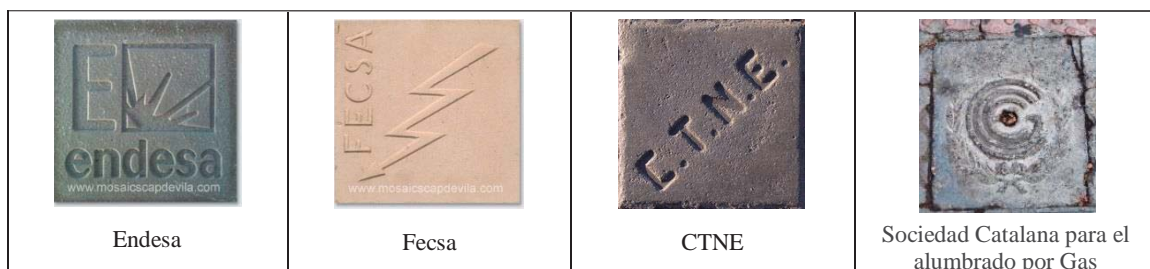 E
endesa
www.mosaicscapdevila.com
Endesa
FECSA
www.mosaicscapdevila.com
Fecsa
C.T.N.E.
CTNE
Sociedad Catalana para el
alumbrado por Gas